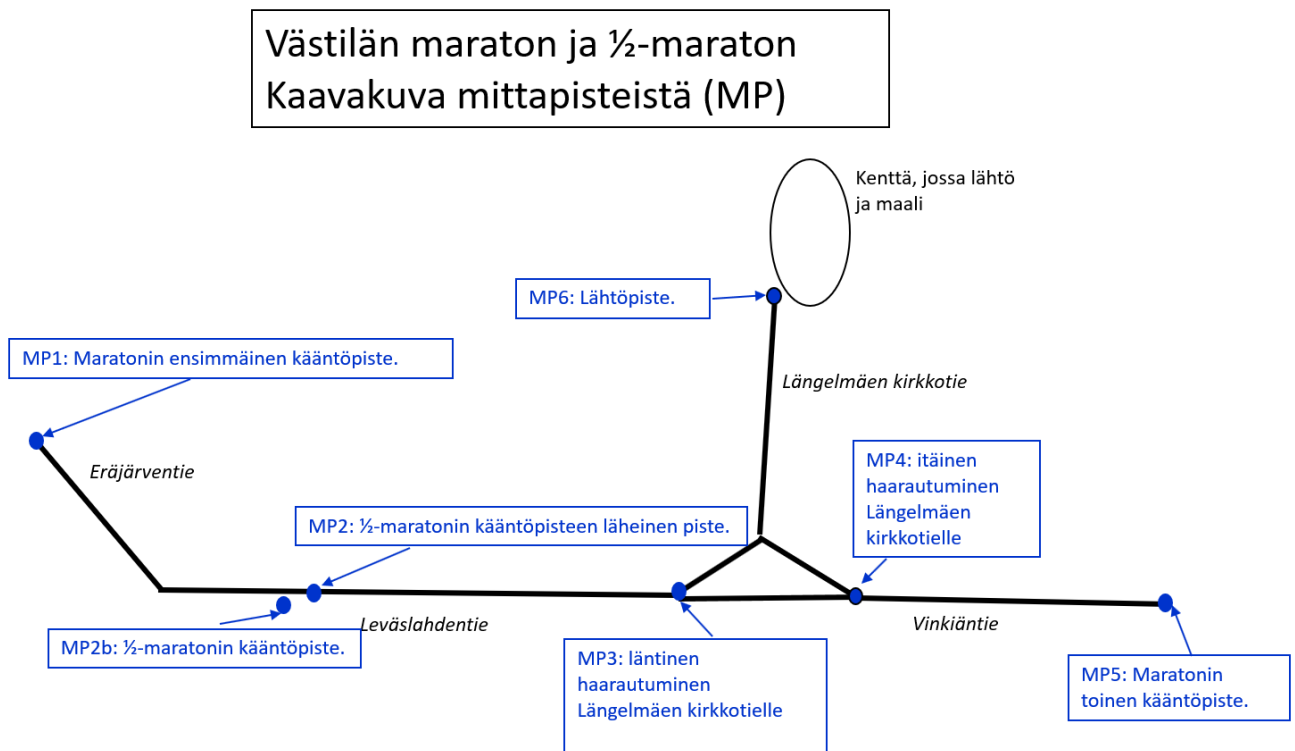 Västilän maraton ja ½-maraton
Kaavakuva mittapisteistä (MP)
Kenttä, jossa lähtö
ja maali
MP6: Lähtöpiste.
MP1: Maratonin ensimmäinen kääntöpiste.
Längelmäen kirkkotie
Eräjärventie
MP4: itäinen
haarautuminen
Längelmäen
kirkkotielle
MP2: ½-maratonin kääntöpisteen läheinen piste.
Leväslahdentie
Vinkiäntie
MP2b: ½-maratonin kääntöpiste.
MP3: läntinen
haarautuminen
Längelmäen kirkkotielle
MP5: Maratonin
toinen kääntöpiste.